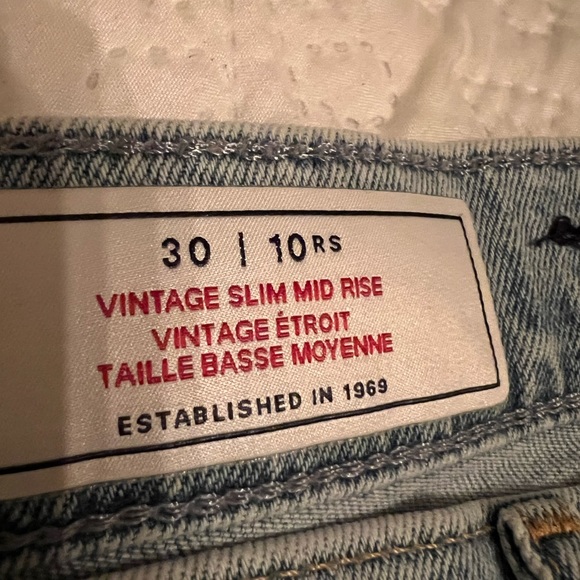 30 | 10RS
VINTAGE SLIM MID RISE
VINTAGE ÉTROIT
TAILLE BASSE MOYENNE
ESTABLISHED IN 1969